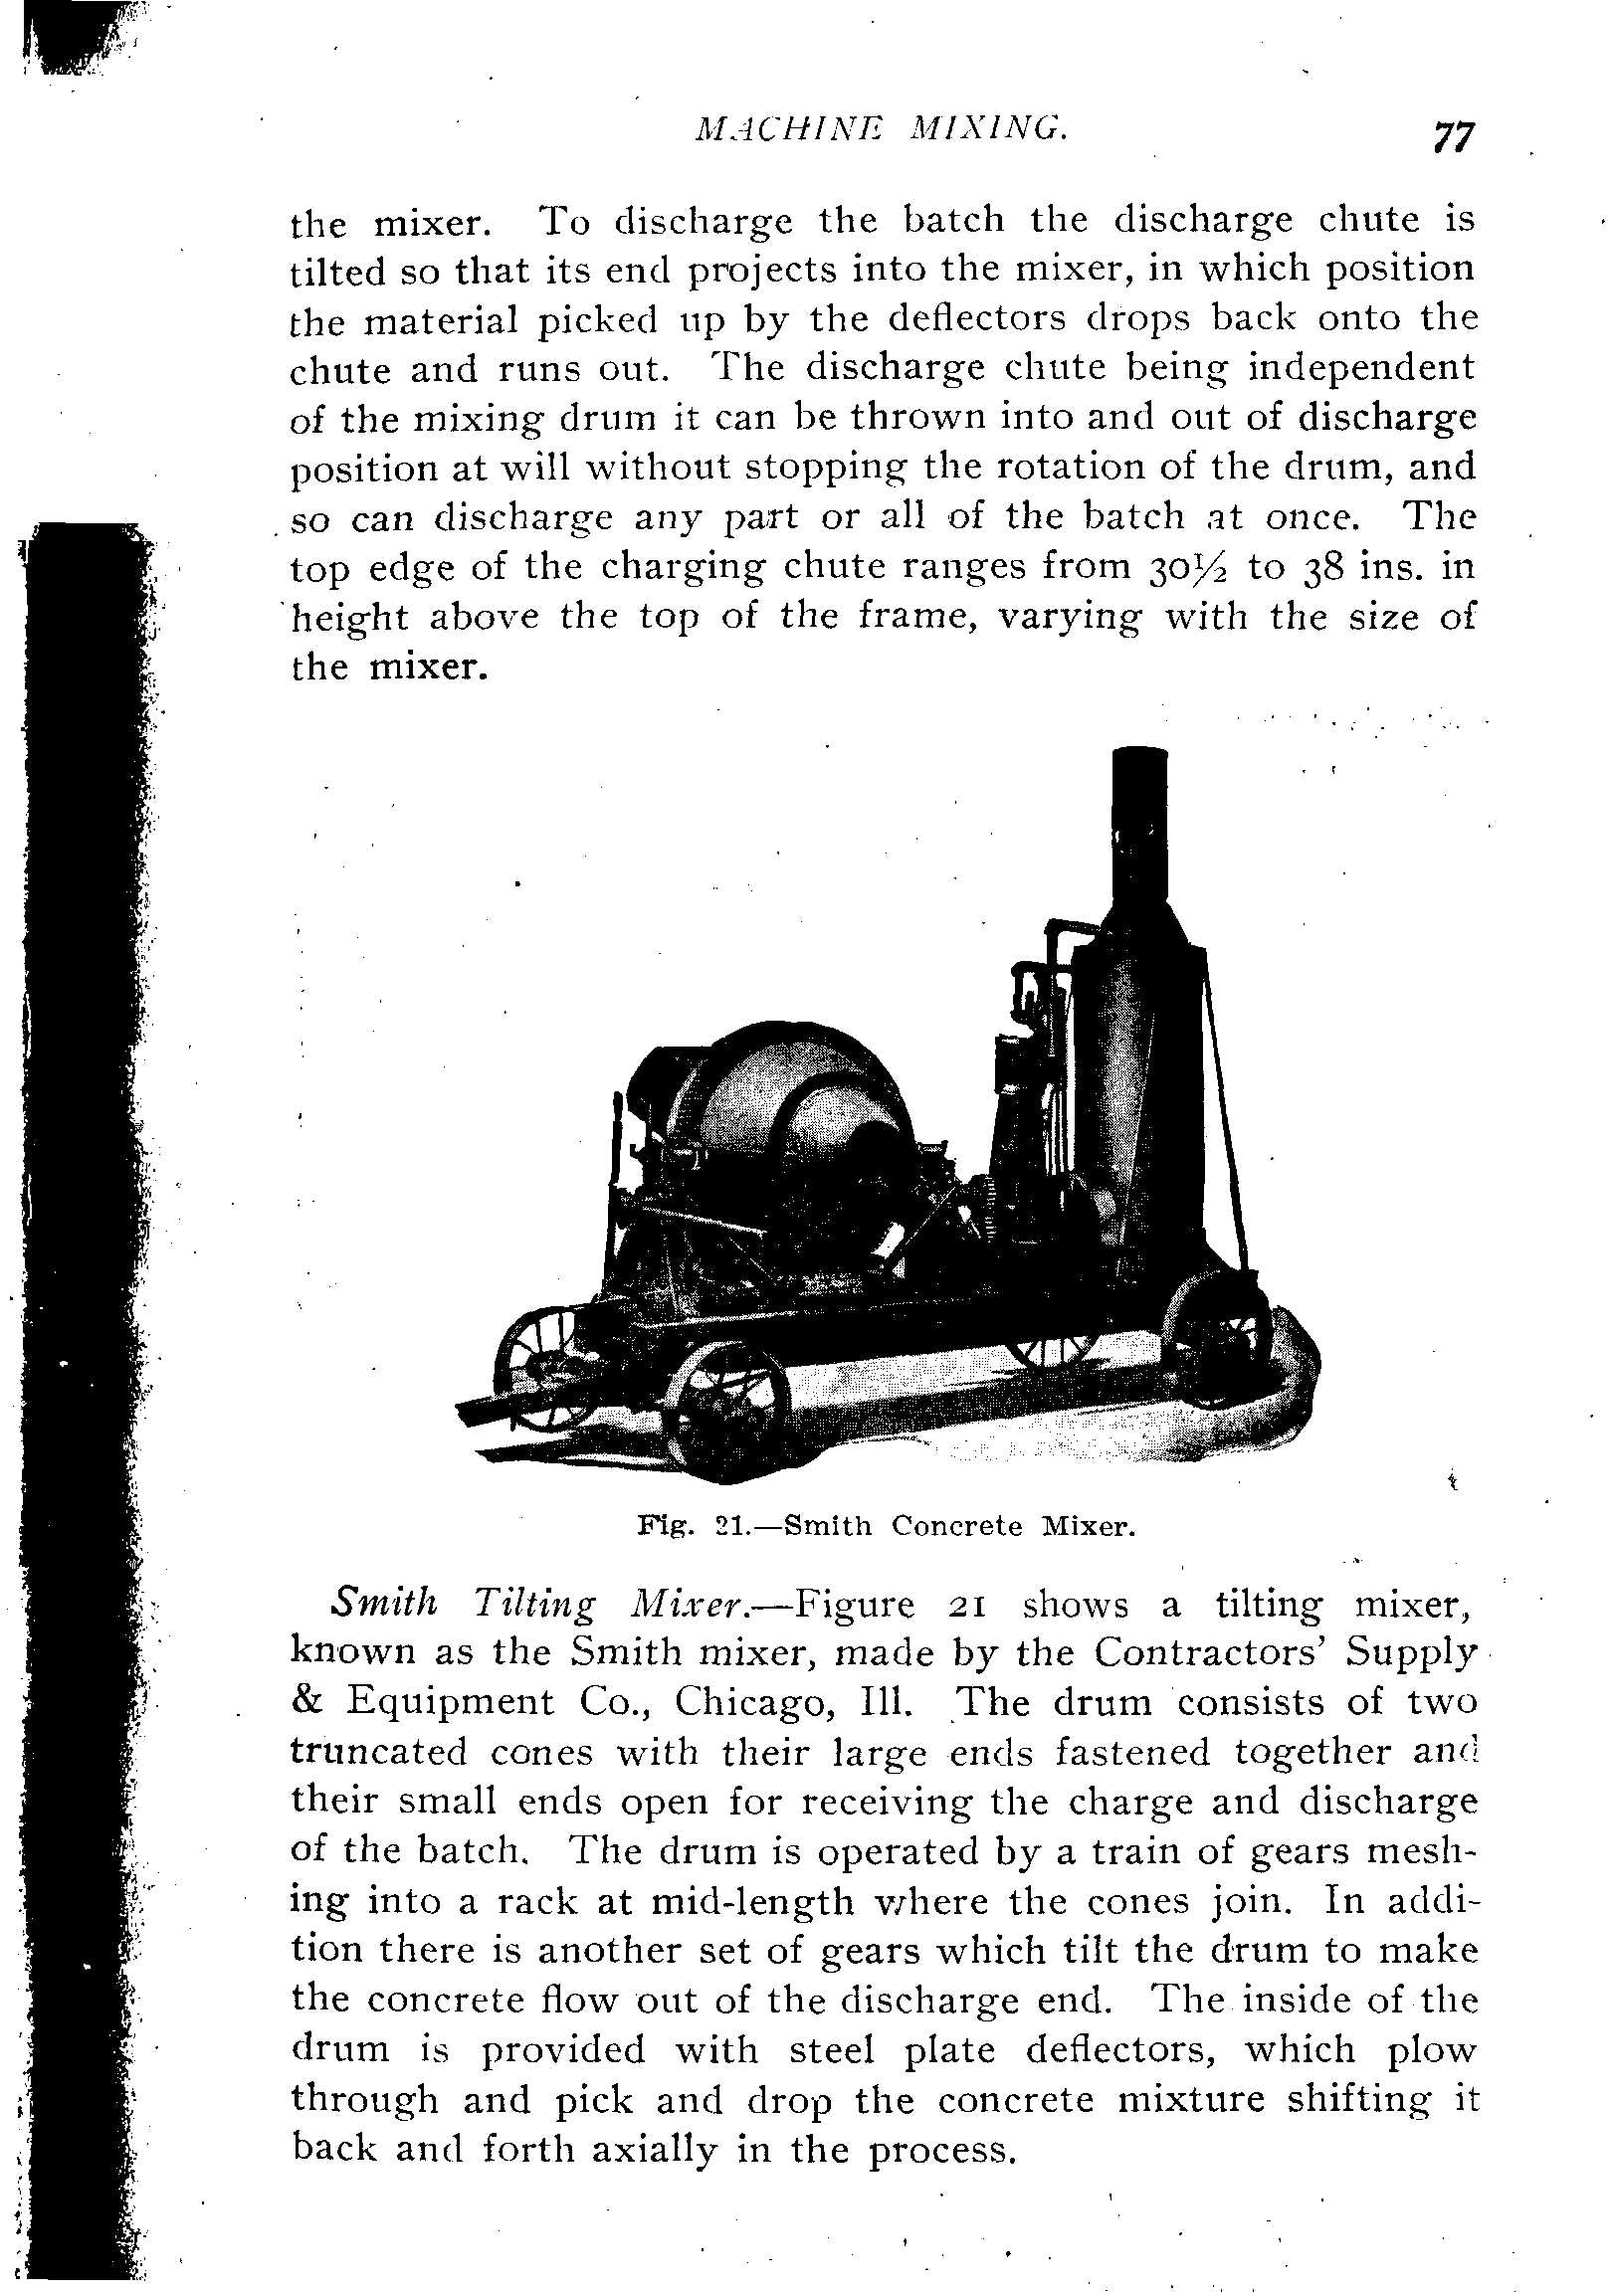 MACHINE MIXING.
77
the mixer. To discharge the batch the discharge chute is
tilted so that its end projects into the mixer, in which position
the material picked up by the deflectors drops back onto the
chute and runs out. The discharge chute being independent
of the mixing drum it can be thrown into and out of discharge
position at will without stopping the rotation of the drum, and
so can discharge any part or all of the batch at once. The
top edge of the charging chute ranges from 30½ to 38 ins. in
height above the top of the frame, varying with the size of
the mixer.
Fig. 21.—Smith Concrete Mixer.
Smith Tilting Mixer.—Figure 21 shows a tilting mixer,
known as the Smith mixer, made by the Contractors' Supply
& Equipment Co., Chicago, Ill. The drum consists of two
truncated cones with their large ends fastened together and
their small ends open for receiving the charge and discharge
of the batch. The drum is operated by a train of gears mesh-
ing into a rack at mid-length where the cones join. In addi-
tion there is another set of gears which tilt the drum to make
the concrete flow out of the discharge end. The inside of the
drum is provided with steel plate deflectors, which plow
through and pick and drop the concrete mixture shifting it
back and forth axially in the process.